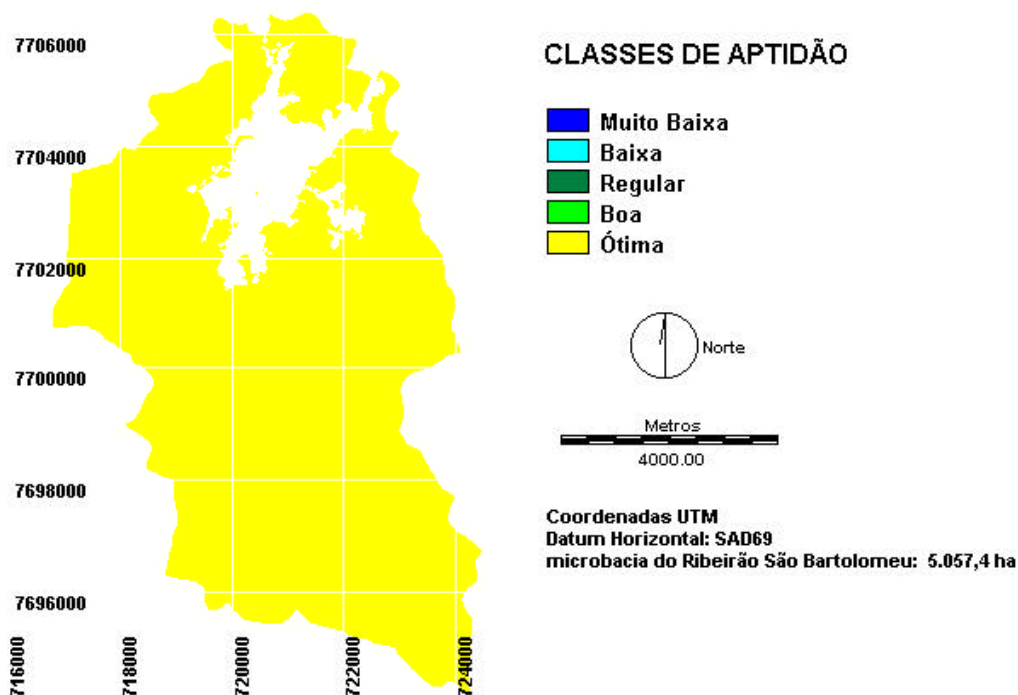 7706000
7704000
7702000
7700000
7698000
7696000
716000
718000
720000
722000
724000
CLASSES DE APTIDÃO
Muito Baixa
Baixa
Regular
Boa
Ótima
Norte
Metros
4000.00
Coordenadas UTM
Datum Horizontal: SAD69
microbacia do Ribeirão São Bartolomeu: 5.057,4 ha